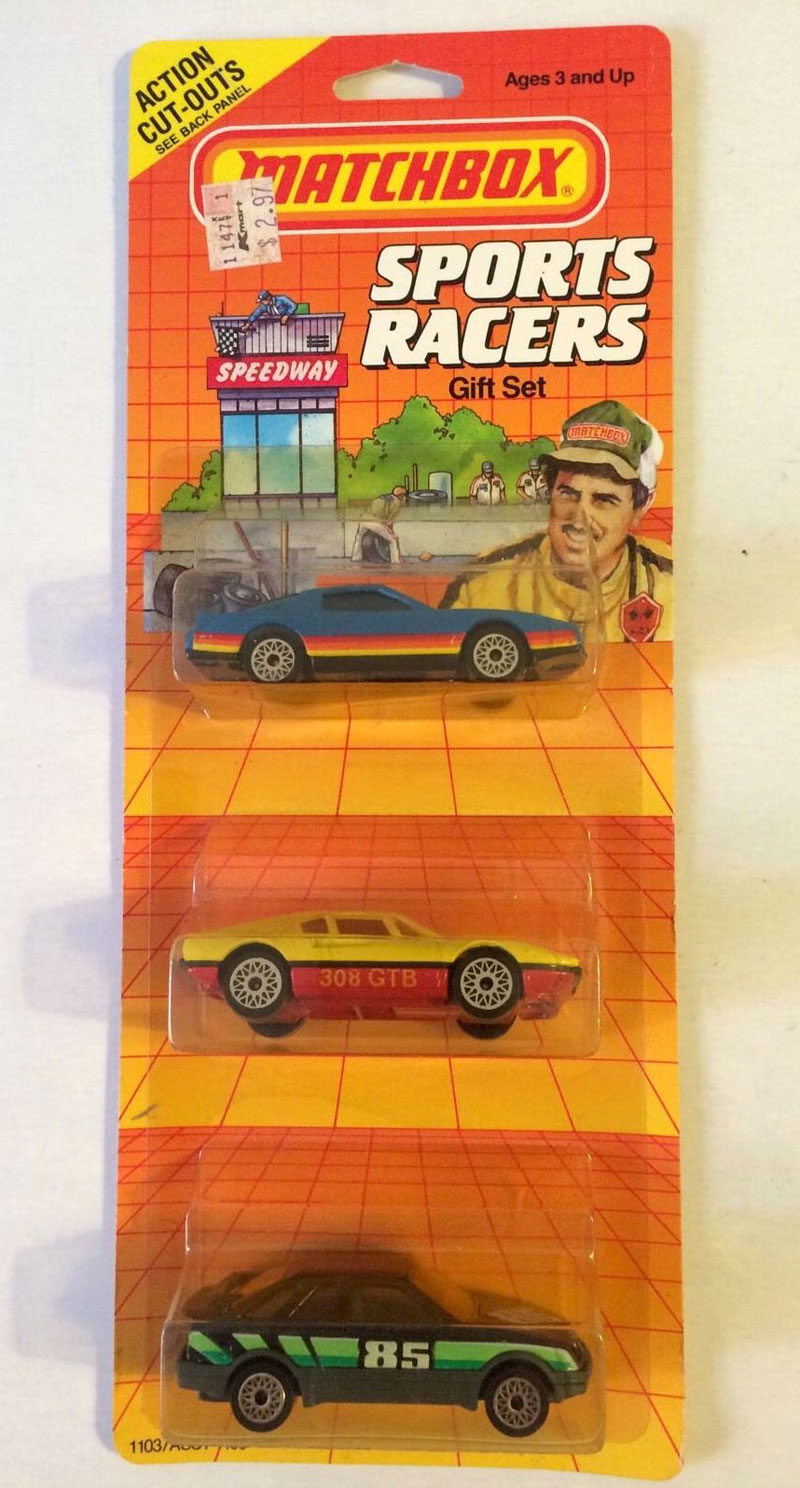 ACTION
CUT-OUTS
SEE BACK PANEL
Ages 3 and Up
MATCHBOX®
Kmart
$ 2.97
SPORTS
RACERS
Gift Set
SPEEDWAY
MATCHBOX
308 GTB
85